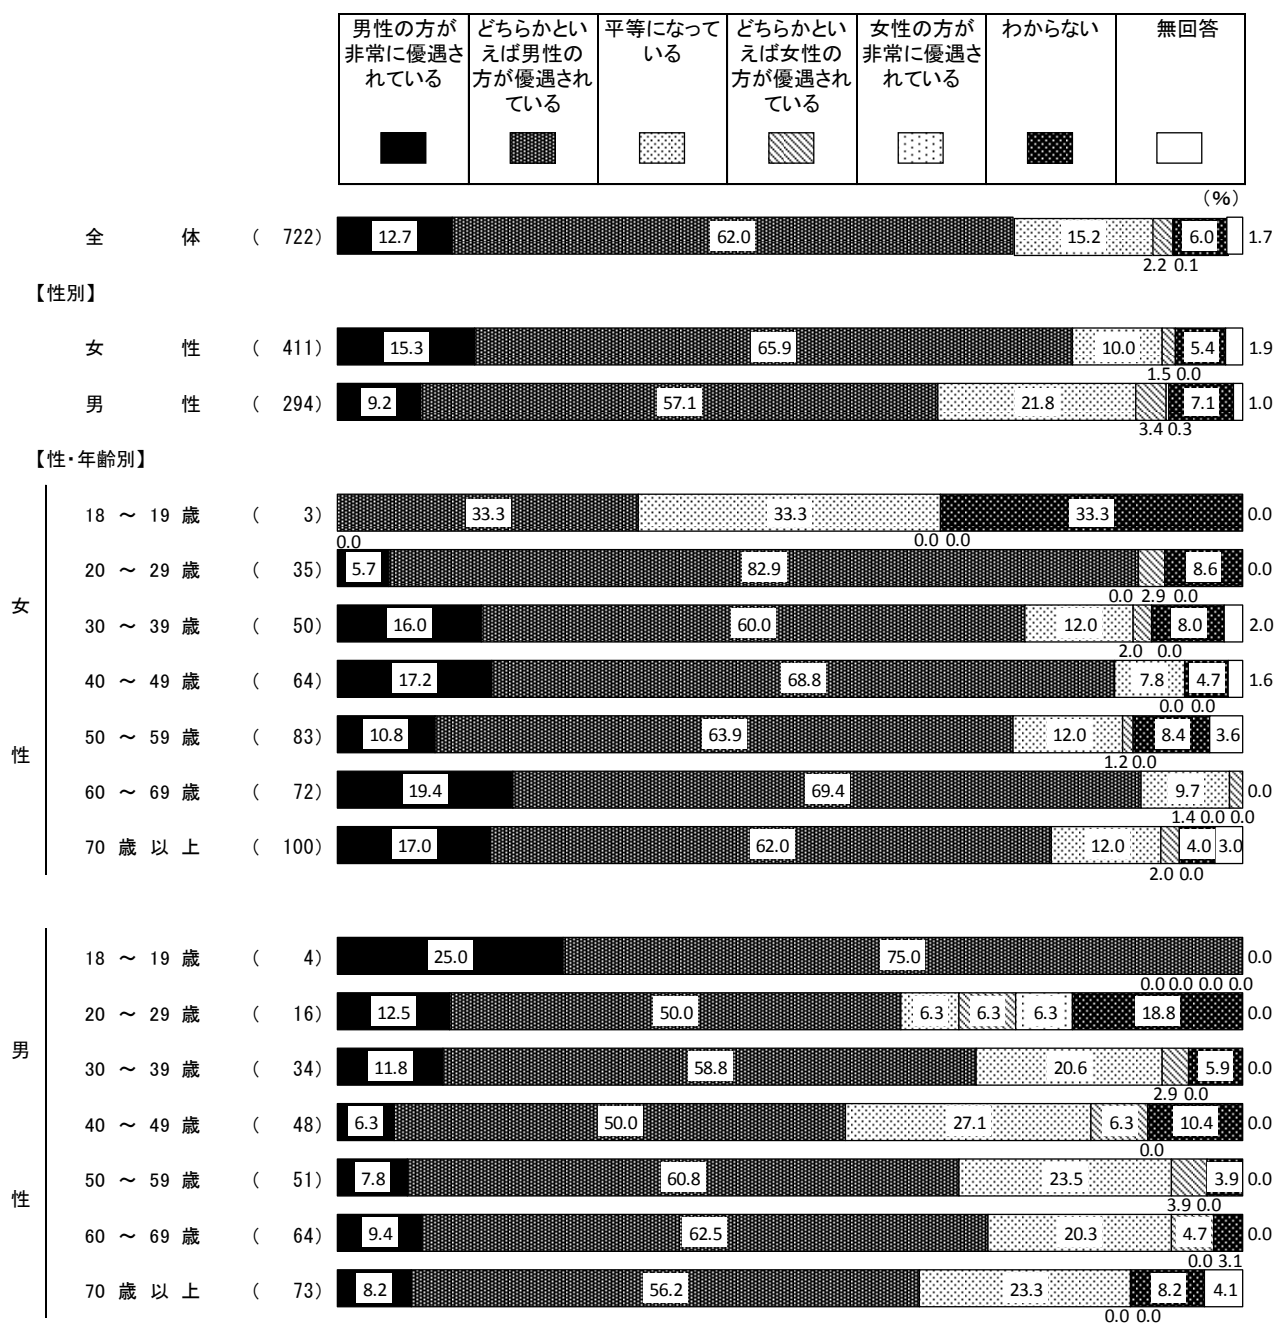 男性の方が 非常に優遇されている
どちらかといえば男性の方が優遇されている
平等になっている
どちらかといえば女性の方が優遇されている
女性の方が非常に優遇されている
わからない
無回答
(%)
全 体 ( 722) 12.7 62.0 15.2 6.0 1.7
2.2 0.1
【性別】
女 性 ( 411) 15.3 65.9 10.0 5.4 1.9
1.5 0.0
男 性 ( 294) 9.2 57.1 21.8 7.1 1.0
3.4 0.3
【性・年齢別】
女性
18 ~ 19 歳 ( 3) 33.3 33.3 33.3 0.0
0.0 0.0 0.0
20 ~ 29 歳 ( 35) 5.7 82.9 8.6 0.0
0.0 2.9 0.0
30 ~ 39 歳 ( 50) 16.0 60.0 12.0 8.0 2.0
2.0 0.0
40 ~ 49 歳 ( 64) 17.2 68.8 7.8 4.7 1.6
0.0 0.0
50 ~ 59 歳 ( 83) 10.8 63.9 12.0 8.4 3.6
1.2 0.0
60 ~ 69 歳 ( 72) 19.4 69.4 9.7 0.0
1.4 0.0 0.0
70 歳 以 上 ( 100) 17.0 62.0 12.0 4.0 3.0
2.0 0.0
男性
18 ~ 19 歳 ( 4) 25.0 75.0 0.0
0.0 0.0 0.0 0.0
20 ~ 29 歳 ( 16) 12.5 50.0 6.3 6.3 6.3 18.8 0.0
30 ~ 39 歳 ( 34) 11.8 58.8 20.6 5.9 0.0
2.9 0.0
40 ~ 49 歳 ( 48) 6.3 50.0 27.1 6.3 10.4 0.0
0.0
50 ~ 59 歳 ( 51) 7.8 60.8 23.5 3.9 0.0
3.9 0.0
60 ~ 69 歳 ( 64) 9.4 62.5 20.3 4.7 0.0
0.0 3.1
70 歳 以 上 ( 73) 8.2 56.2 23.3 8.2 4.1
0.0 0.0